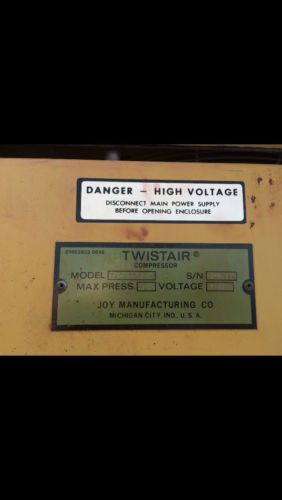 DANGER - HIGH VOLTAGE
DISCONNECT MAIN POWER SUPPLY
BEFORE OPENING ENCLOSURE
TWISTAIR®
COMPRESSOR
MODEL S/N
MAX PRESS. VOLTAGE
JOY MANUFACTURING CO
MICHIGAN CITY, IND., U. S. A.